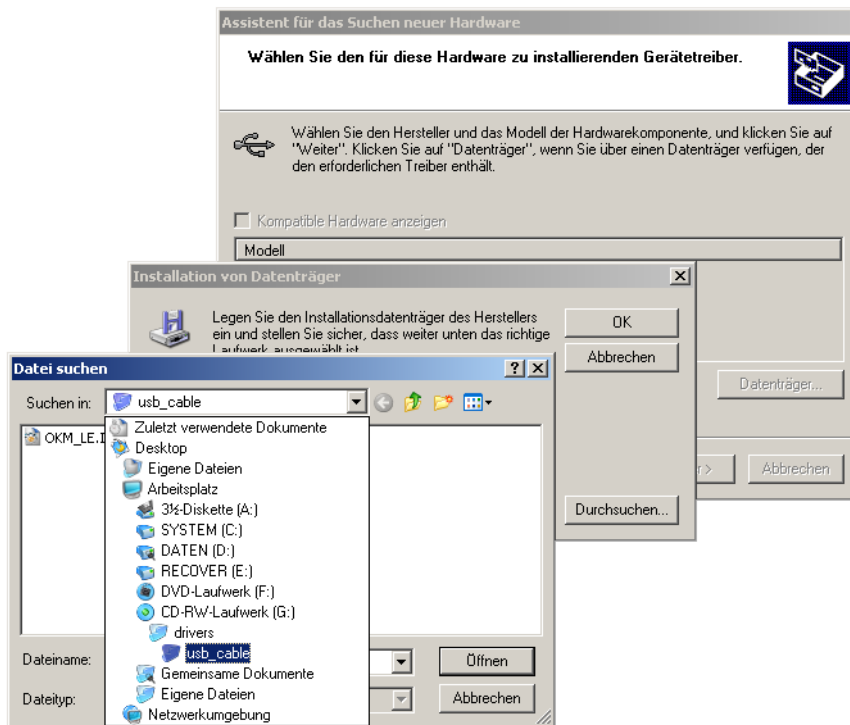 Assistent für das Suchen neuer Hardware
Wählen Sie den für diese Hardware zu installierenden Gerätetreiber.
Wählen Sie den Hersteller und das Modell der Hardwarekomponente, und klicken Sie auf
"Weiter". Klicken Sie auf "Datenträger", wenn Sie über einen Datenträger verfügen, der
den erforderlichen Treiber enthält.
Kompatible Hardware anzeigen
Modell
Datenträger...
Abbrechen
Installation von Datenträger
Legen Sie den Installationsdatenträger des Herstellers
ein und stellen Sie sicher, dass weiter unten das richtige
Laufwerk ausgewählt ist.
OK
Abbrechen
Durchsuchen...
Datei suchen
Suchen in:
usb_cable
OKM_LE.I
Zuletzt verwendete Dokumente
Desktop
Eigene Dateien
Arbeitsplatz
3½-Diskette (A:)
SYSTEM (C:)
DATEN (D:)
RECOVER (E:)
DVD-Laufwerk (F:)
CD-RW-Laufwerk (G:)
drivers
usb_cable
Gemeinsame Dokumente
Eigene Dateien
Netzwerkumgebung
Dateiname:
Öffnen
Dateityp:
Abbrechen